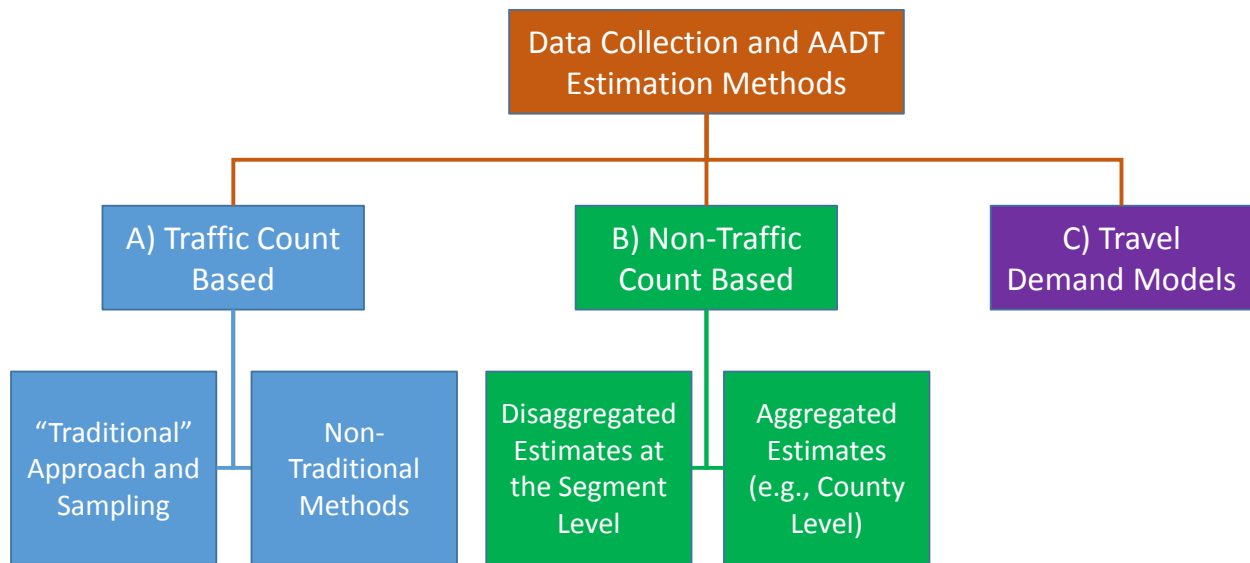 Data Collection and AADT
Estimation Methods
A) Traffic Count
Based
B) Non-Traffic
Count Based
C) Travel
Demand Models
“Traditional”
Approach and
Sampling
Non-
Traditional
Methods
Disaggregated
Estimates at
the Segment
Level
Aggregated
Estimates
(e.g., County
Level)